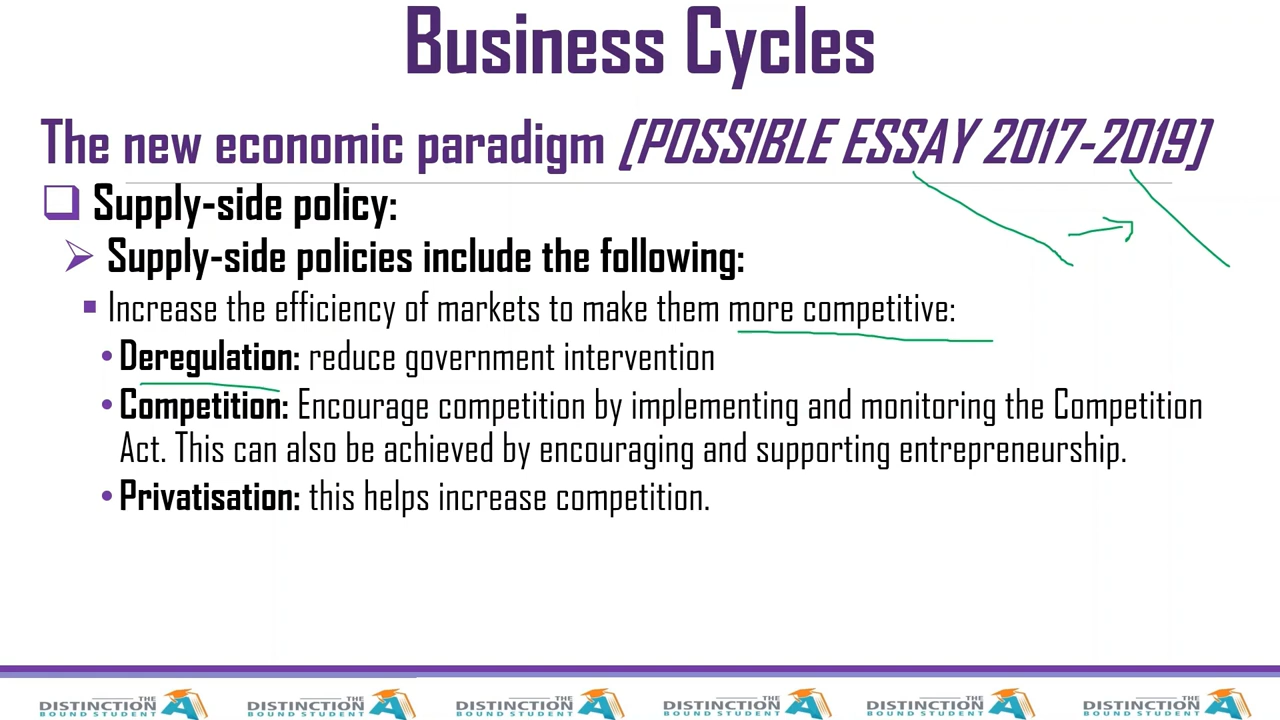 Business Cycles
The new economic paradigm [POSSIBLE ESSAY 2017-2019]
Supply-side policy:
Supply-side policies include the following:
Increase the efficiency of markets to make them more competitive:
Deregulation: reduce government intervention
Competition: Encourage competition by implementing and monitoring the Competition
Act. This can also be achieved by encouraging and supporting entrepreneurship.
Privatisation: this helps increase competition.
THE DISTINCTION BOUND STUDENT A THE DISTINCTION BOUND STUDENT A THE DISTINCTION BOUND STUDENT A THE DISTINCTION BOUND STUDENT A THE DISTINCTION BOUND STUDENT A THE DISTINCTION BOUND STUDENT A